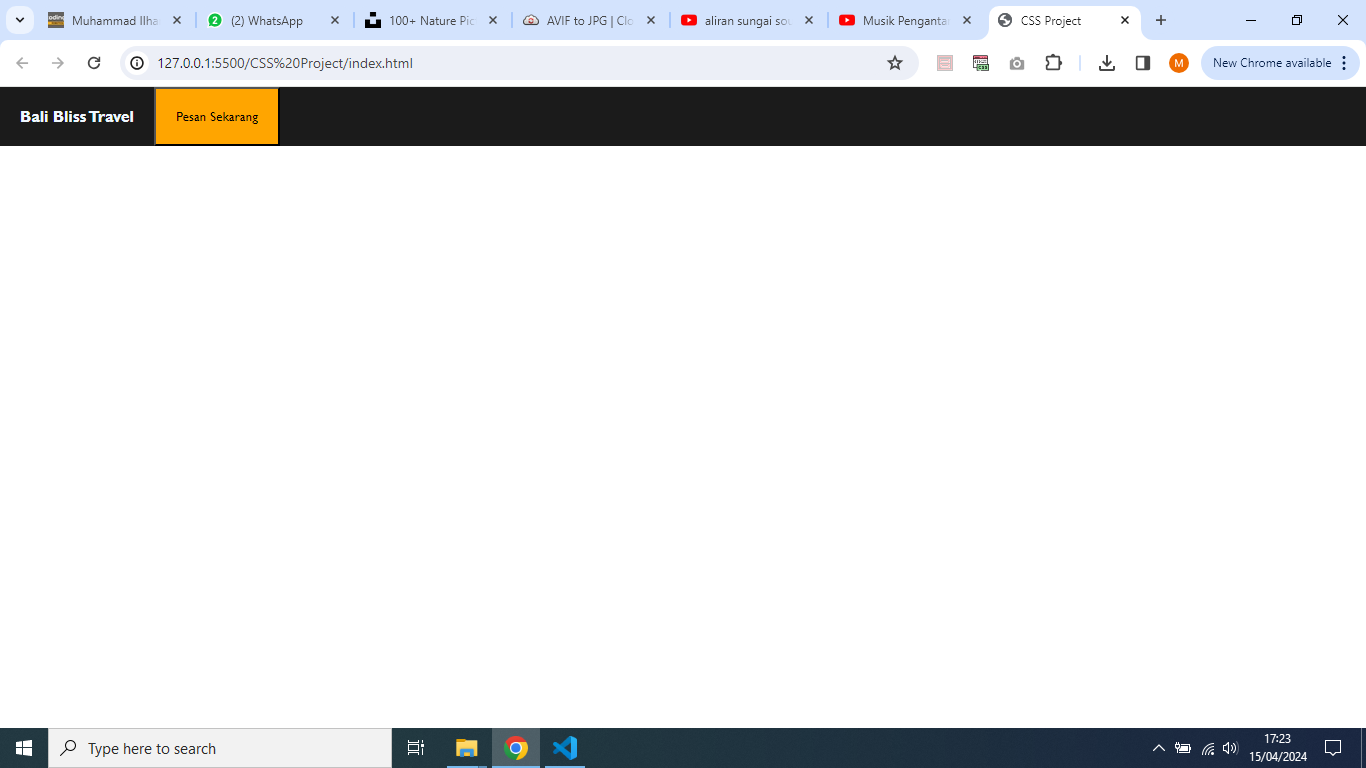 Muhammad Ilha
(2) WhatsApp
100+ Nature Pic
AVIF to JPG | Clo
aliran sungai sou
Musik Pengantar
CSS Project
127.0.0.1:5500/CSS%20Project/index.html
M
New Chrome available
Bali Bliss Travel
Pesan Sekarang
Type here to search
17:23
15/04/2024